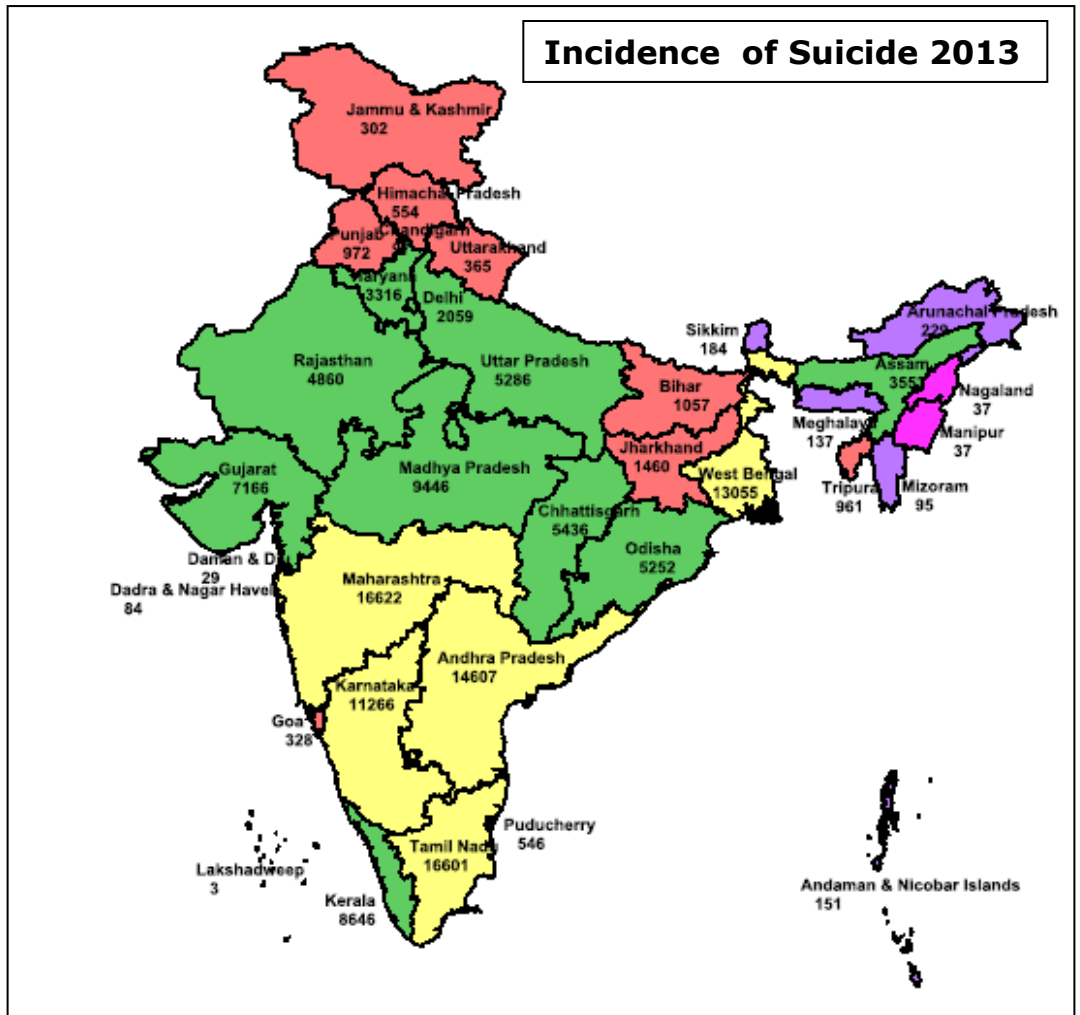 Incidence of Suicide 2013
Jammu & Kashmir
302
Himachal Pradesh
554
Chandigarh
Punjab
972
Uttarakhand
365
Haryana
3316
Delhi
2059
Rajasthan
4860
Uttar Pradesh
5286
Sikkim
184
Arunachal Pradesh
229
Assam
3553
Nagaland
37
Bihar
1057
Meghalaya
137
Manipur
37
Jharkhand
1460
Gujarat
7166
Madhya Pradesh
9446
West Bengal
13055
Tripura
961
Mizoram
95
Chhattisgarh
5436
Odisha
5252
Daman & Diu
29
Dadra & Nagar Haveli
84
Maharashtra
16622
Andhra Pradesh
14607
Karnataka
11266
Goa
328
Puducherry
546
Tamil Nadu
16601
Lakshadweep
3
Kerala
8646
Andaman & Nicobar Islands
151